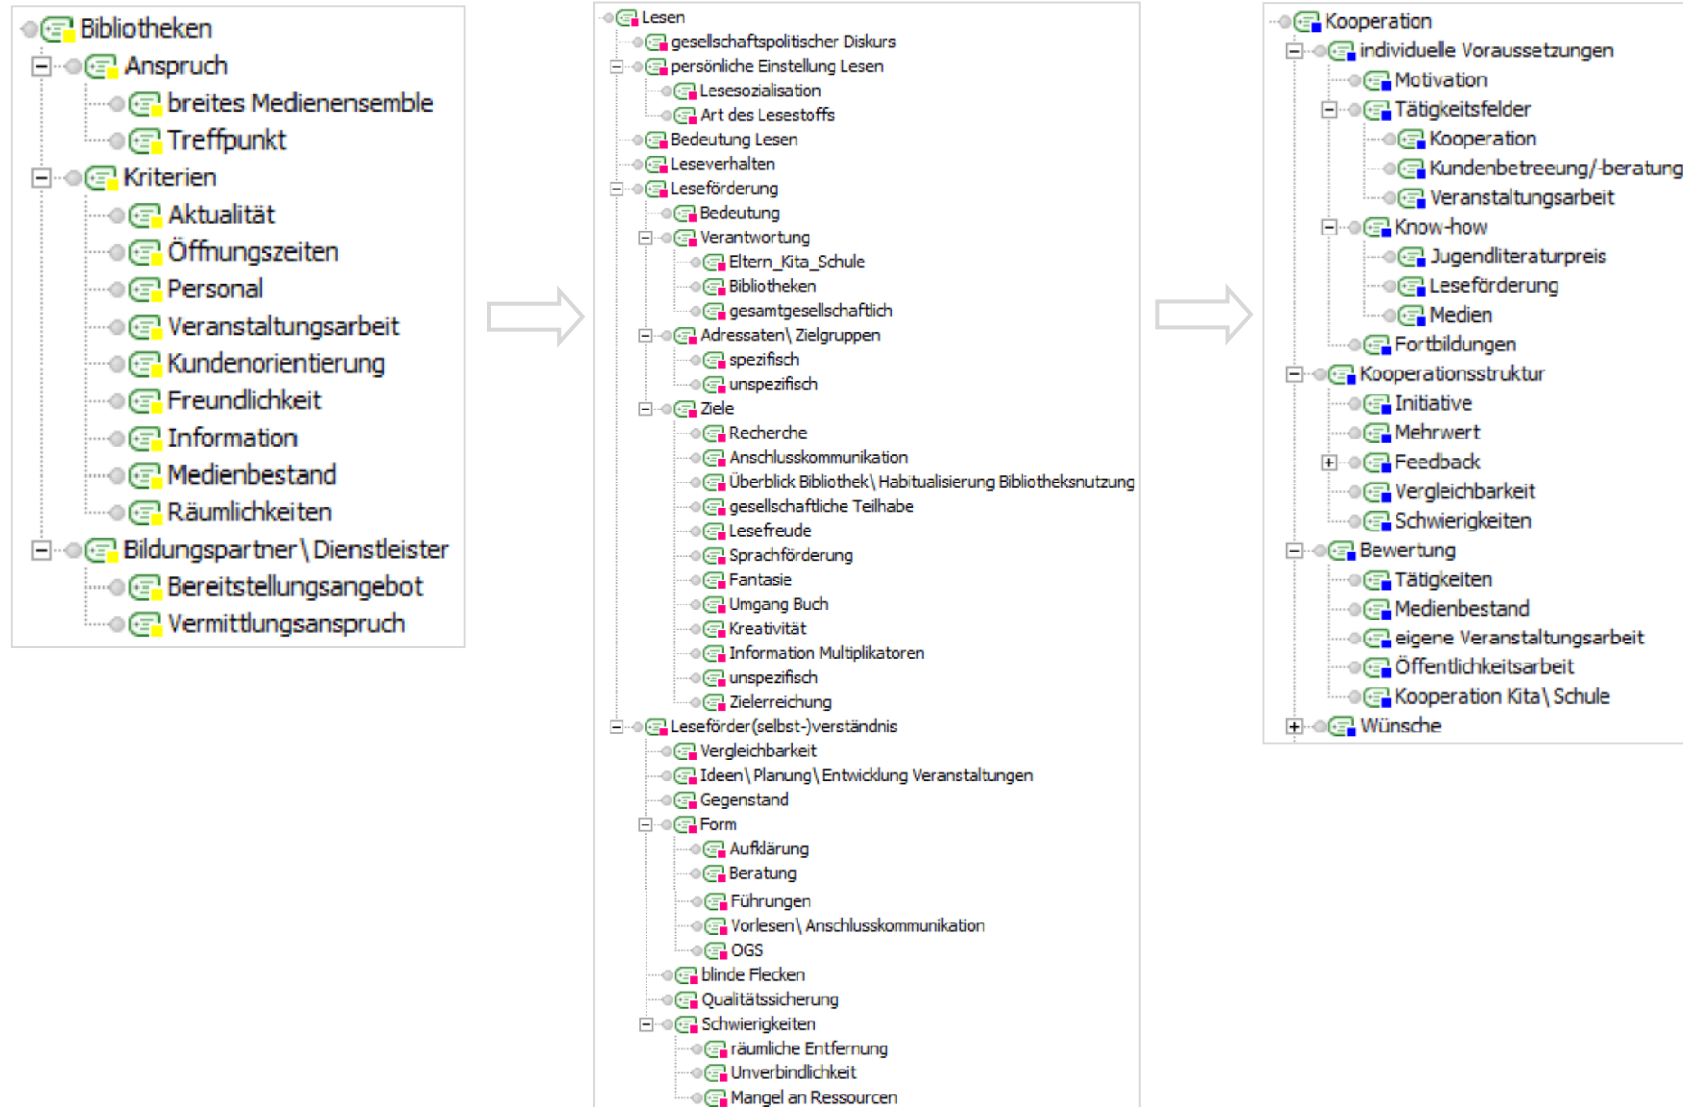 Bibliotheken
Anspruch
breites Medienensemble
Treffpunkt
Kriterien
Aktualität
Öffnungszeiten
Personal
Veranstaltungsarbeit
Kundenorientierung
Freundlichkeit
Information
Medienbestand
Räumlichkeiten
Bildungspartner\Dienstleister
Bereitstellungsangebot
Vermittlungsanspruch
Lesen
gesellschaftspolitischer Diskurs
persönliche Einstellung Lesen
Lesesozialisation
Art des Lesestoffs
Bedeutung Lesen
Leseverhalten
Leseförderung
Bedeutung
Verantwortung
Eltern_Kita_Schule
Bibliotheken
gesamtgesellschaftlich
Adressaten\Zielgruppen
spezifisch
unspezifisch
Ziele
Recherche
Anschlusskommunikation
Überblick Bibliothek\Habitualisierung Bibliotheksnutzung
gesellschaftliche Teilhabe
Lesefreude
Sprachförderung
Fantasie
Umgang Buch
Kreativität
Information Multiplikatoren
unspezifisch
Zielerreichung
Leseförder(selbst-)verständnis
Vergleichbarkeit
Ideen\Planung\Entwicklung Veranstaltungen
Gegenstand
Form
Aufklärung
Beratung
Führungen
Vorlesen\Anschlusskommunikation
OGS
blinde Flecken
Qualitätssicherung
Schwierigkeiten
räumliche Entfernung
Unverbindlichkeit
Mangel an Ressourcen
Kooperation
individuelle Voraussetzungen
Motivation
Tätigkeitsfelder
Kooperation
Kundenbetreeung/-beratung
Veranstaltungsarbeit
Know-how
Jugendliteraturpreis
Leseförderung
Medien
Fortbildungen
Kooperationsstruktur
Initiative
Mehrwert
Feedback
Vergleichbarkeit
Schwierigkeiten
Bewertung
Tätigkeiten
Medienbestand
eigene Veranstaltungsarbeit
Öffentlichkeitsarbeit
Kooperation Kita\Schule
Wünsche